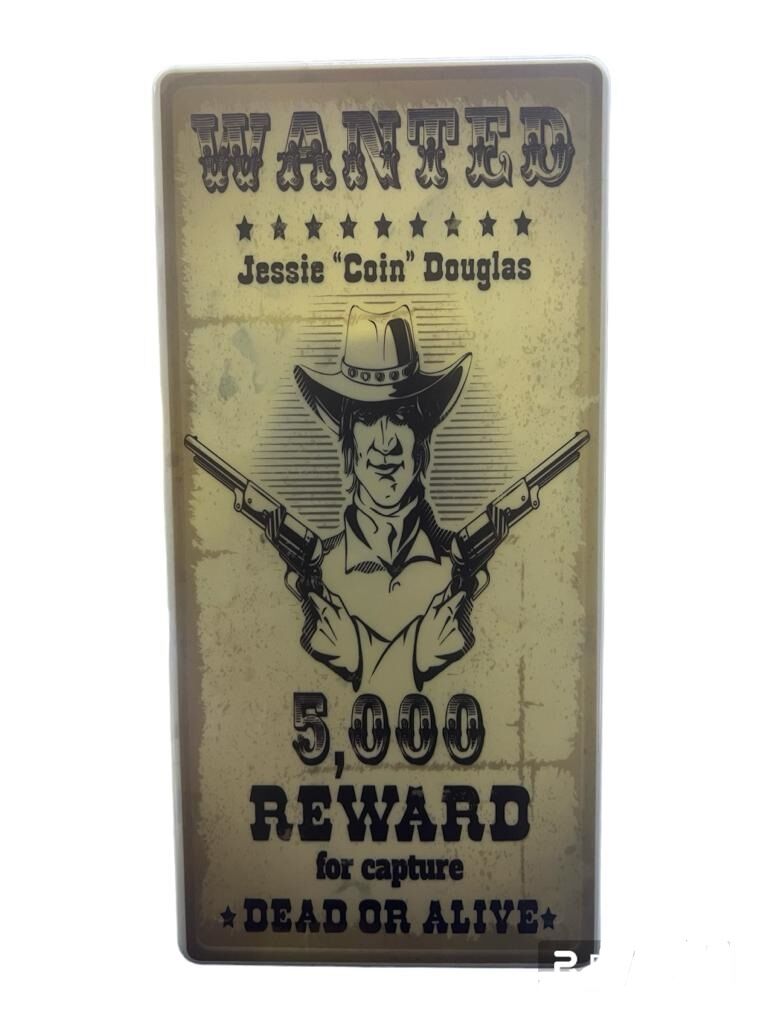 WANTED
Jessie “Coin” Douglas
5,000
REWARD
for capture
DEAD OR ALIVE